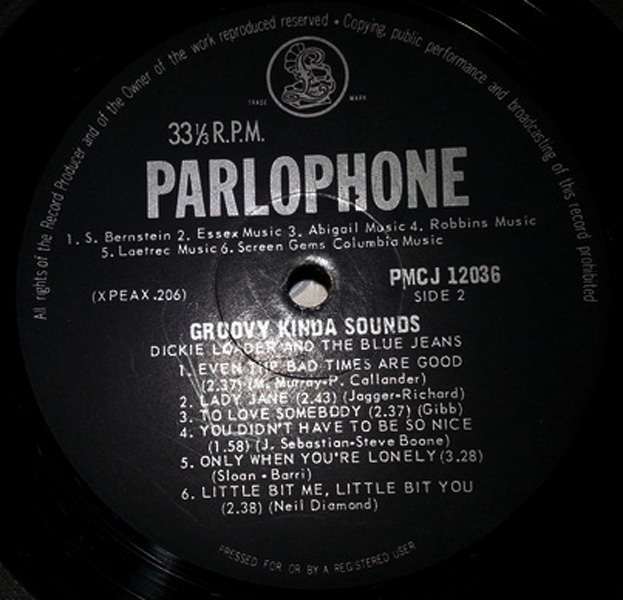 All rights of the Record Producer and of the Owner of the work reproduced reserved • Copying, public performance and broadcasting of this record prohibited
TRADE MARK
33⅓ R.P.M.
PARLOPHONE
1. S. Bernstein 2. Essex Music 3. Abigail Music 4. Robbins Music
5. Laetrec Music 6. Screen Gems Columbia Music
PMCJ 12036
(XPEAX.206) SIDE 2
GROOVY KINDA SOUNDS
DICKIE LOADER AND THE BLUE JEANS
1. EVEN THE BAD TIMES ARE GOOD
(2.37) (M. Murray-P. Callander)
2. LADY JANE (2.43) (Jagger-Richard)
3. TO LOVE SOMEBODY (2.37) (Gibb)
4. YOU DIDN'T HAVE TO BE SO NICE
(1.58) (J. Sebastian-Steve Boone)
5. ONLY WHEN YOU'RE LONELY (3.28)
(Sloan - Barri)
6. LITTLE BIT ME, LITTLE BIT YOU
(2.38) (Neil Diamond)
PRESSED FOR OR BY A REGISTERED USER